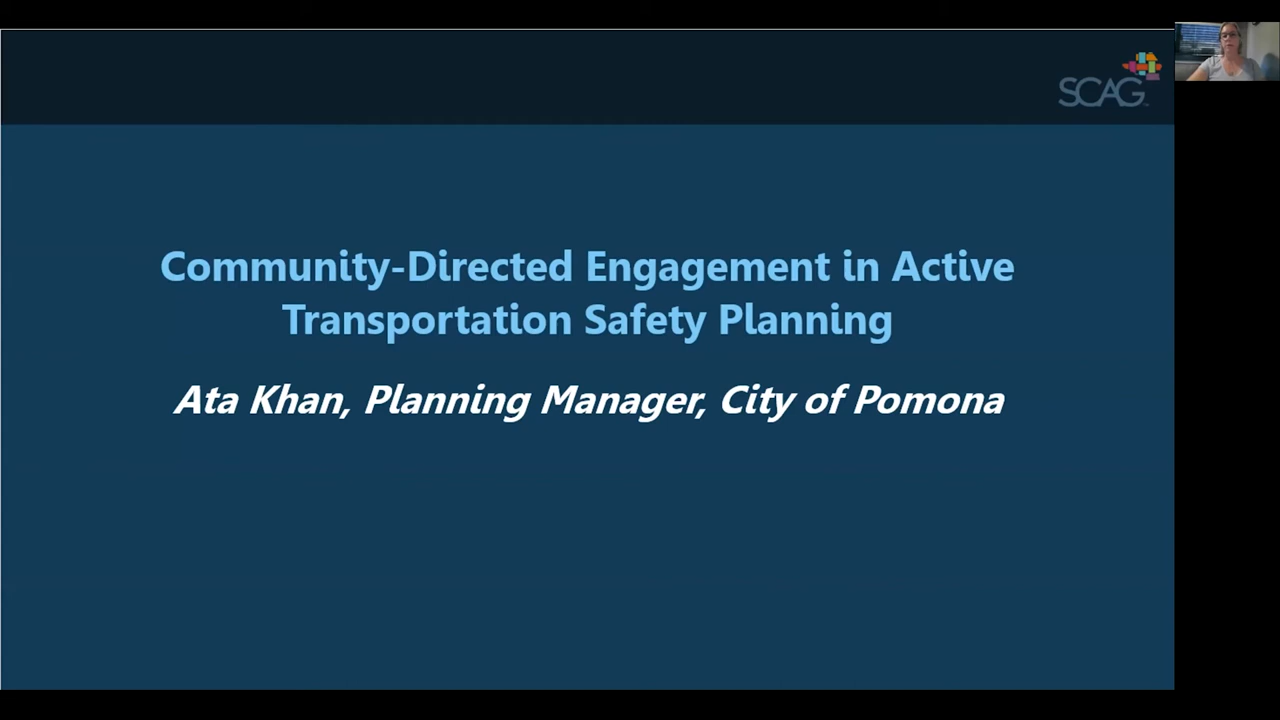 SCAG
Community-Directed Engagement in Active
Transportation Safety Planning
Ata Khan, Planning Manager, City of Pomona